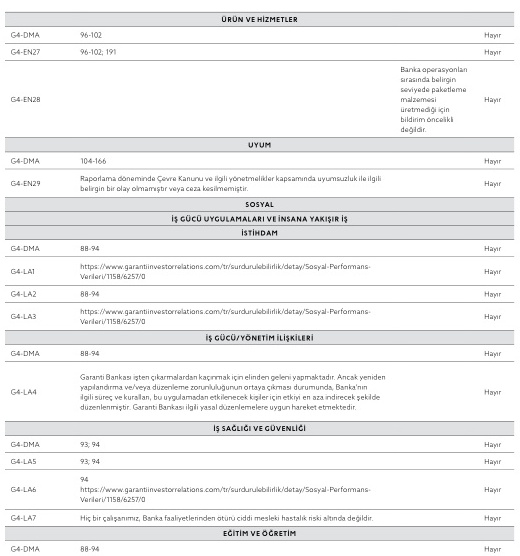 ÜRÜN VE HİZMETLER
G4-DMA 96-102 Hayır
G4-EN27 96-102; 191 Hayır
G4-EN28 Banka operasyonları
sırasında belirgin
seviyede paketleme
malzemesi
üretmediği için
bildirim öncelikli
değildir. Hayır
UYUM
G4-DMA 104-166 Hayır
G4-EN29 Raporlama döneminde Çevre Kanunu ve ilgili yönetmelikler kapsamında uyumsuzluk ile ilgili
belirgin bir olay olmamıştır veya ceza kesilmemiştir. Hayır
SOSYAL
İŞ GÜCÜ UYGULAMALARI VE İNSANA YAKIŞIR İŞ
İSTİHDAM
G4-DMA 88-94 Hayır
G4-LA1 https://www.garantiinvestorrelations.com/tr/surdurulebilirlik/detay/Sosyal-Performans-
Verileri/1158/6257/0 Hayır
G4-LA2 88-94 Hayır
G4-LA3 https://www.garantiinvestorrelations.com/tr/surdurulebilirlik/detay/Sosyal-Performans-
Verileri/1158/6257/0 Hayır
İŞ GÜCÜ/YÖNETİM İLİŞKİLERİ
G4-DMA 88-94 Hayır
G4-LA4 Garanti Bankası işten çıkarmalardan kaçınmak için elinden geleni yapmaktadır. Ancak yeniden
yapılandırma ve/veya düzenleme zorunluluğunun ortaya çıkması durumunda, Banka'nın
ilgili süreç ve kuralları, bu uygulamadan etkilenecek kişiler için etkiyi en aza indirecek şekilde
düzenlenmiştir. Garanti Bankası ilgili yasal düzenlemelere uygun hareket etmektedir. Hayır
İŞ SAĞLIĞI VE GÜVENLİĞİ
G4-DMA 93; 94 Hayır
G4-LA5 93; 94 Hayır
G4-LA6 94
https://www.garantiinvestorrelations.com/tr/surdurulebilirlik/detay/Sosyal-Performans-
Verileri/1158/6257/0 Hayır
G4-LA7 Hiç bir çalışanımız, Banka faaliyetlerinden ötürü ciddi mesleki hastalık riski altında değildir. Hayır
EĞİTİM VE ÖĞRETİM
G4-DMA 88-94 Hayır